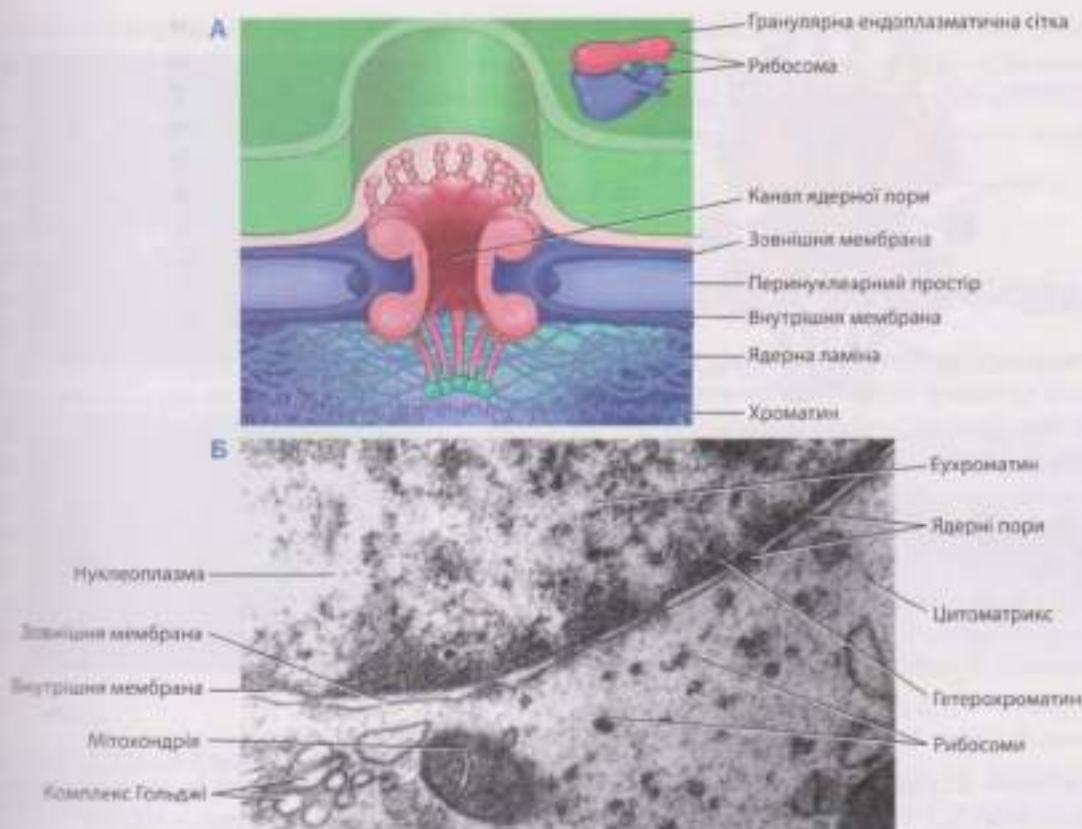 А
Гранулярна ендоплазматична сітка
Рибосома
Канал ядерної пори
Зовнішня мембрана
Перинуклеарний простір
Внутрішня мембрана
Ядерна ламіна
Хроматин
Б
Еухроматин
Ядерні пори
Нуклеоплазма
Цитоматрикс
Зовнішня мембрана
Внутрішня мембрана
Гетерохроматин
Мітохондрія
Рибосоми
Комплекс Гольджі